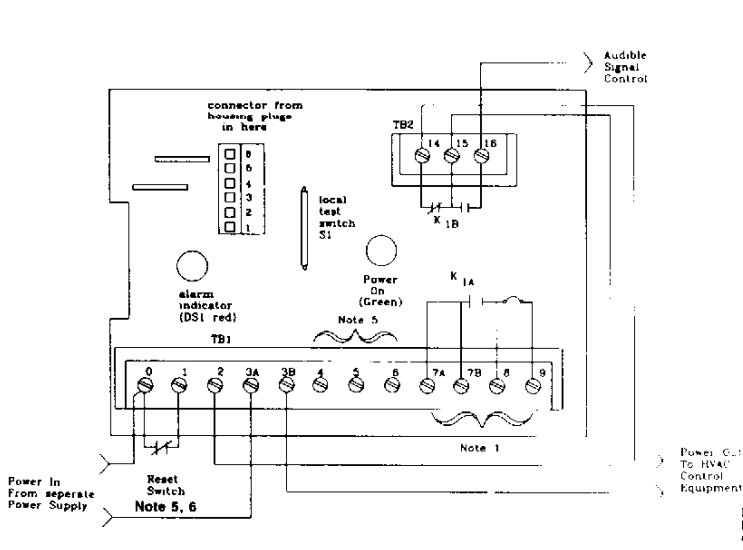 Audible
Signal
Control
connector from
housing plugs
in here
TB2
14 15 16
6
5
4
3
2
1
K 1B
local
test
switch
S1
alarm
indicator
(DS1 red)
Power
On
(Green)
K 1A
Note 5
TB1
0 1 2 3A 3B 4 5 6 7A 7B 8 9
Note 1
Power In
From seperate
Power Supply
Reset
Switch
Note 5, 6
Power
To HVAC
Control
Equipment